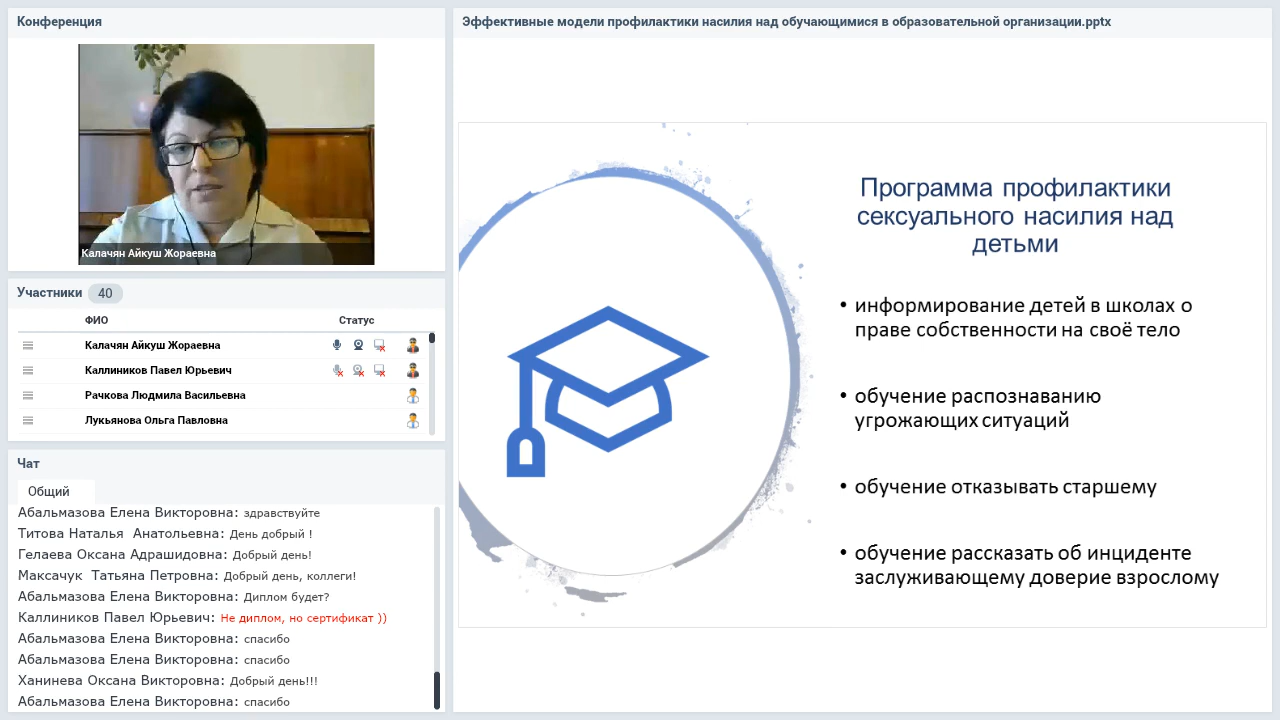 Конференция
Калачян Айкуш Жораевна
Участники 40
ФИО Статус
Калачян Айкуш Жораевна
Каллиников Павел Юрьевич
Рачкова Людмила Васильевна
Лукьянова Ольга Павловна
Чат
Общий
Абальмазова Елена Викторовна: здравствуйте
Титова Наталья  Анатольевна: День добрый !
Гелаева Оксана Адрашидовна: Добрый день!
Максачук  Татьяна Петровна: Добрый день, коллеги!
Абальмазова Елена Викторовна: Диплом будет?
Каллиников Павел Юрьевич: Не диплом, но сертификат ))
Абальмазова Елена Викторовна: спасибо
Абальмазова Елена Викторовна: спасибо
Ханинева Оксана Викторовна: Добрый день!!!
Абальмазова Елена Викторовна: спасибо
Эффективные модели профилактики насилия над обучающимися в образовательной организации.pptx
Программа профилактики
сексуального насилия над
детьми
• информирование детей в школах о
праве собственности на своё тело
• обучение распознаванию
угрожающих ситуаций
• обучение отказывать старшему
• обучение рассказать об инциденте
заслуживающему доверие взрослому